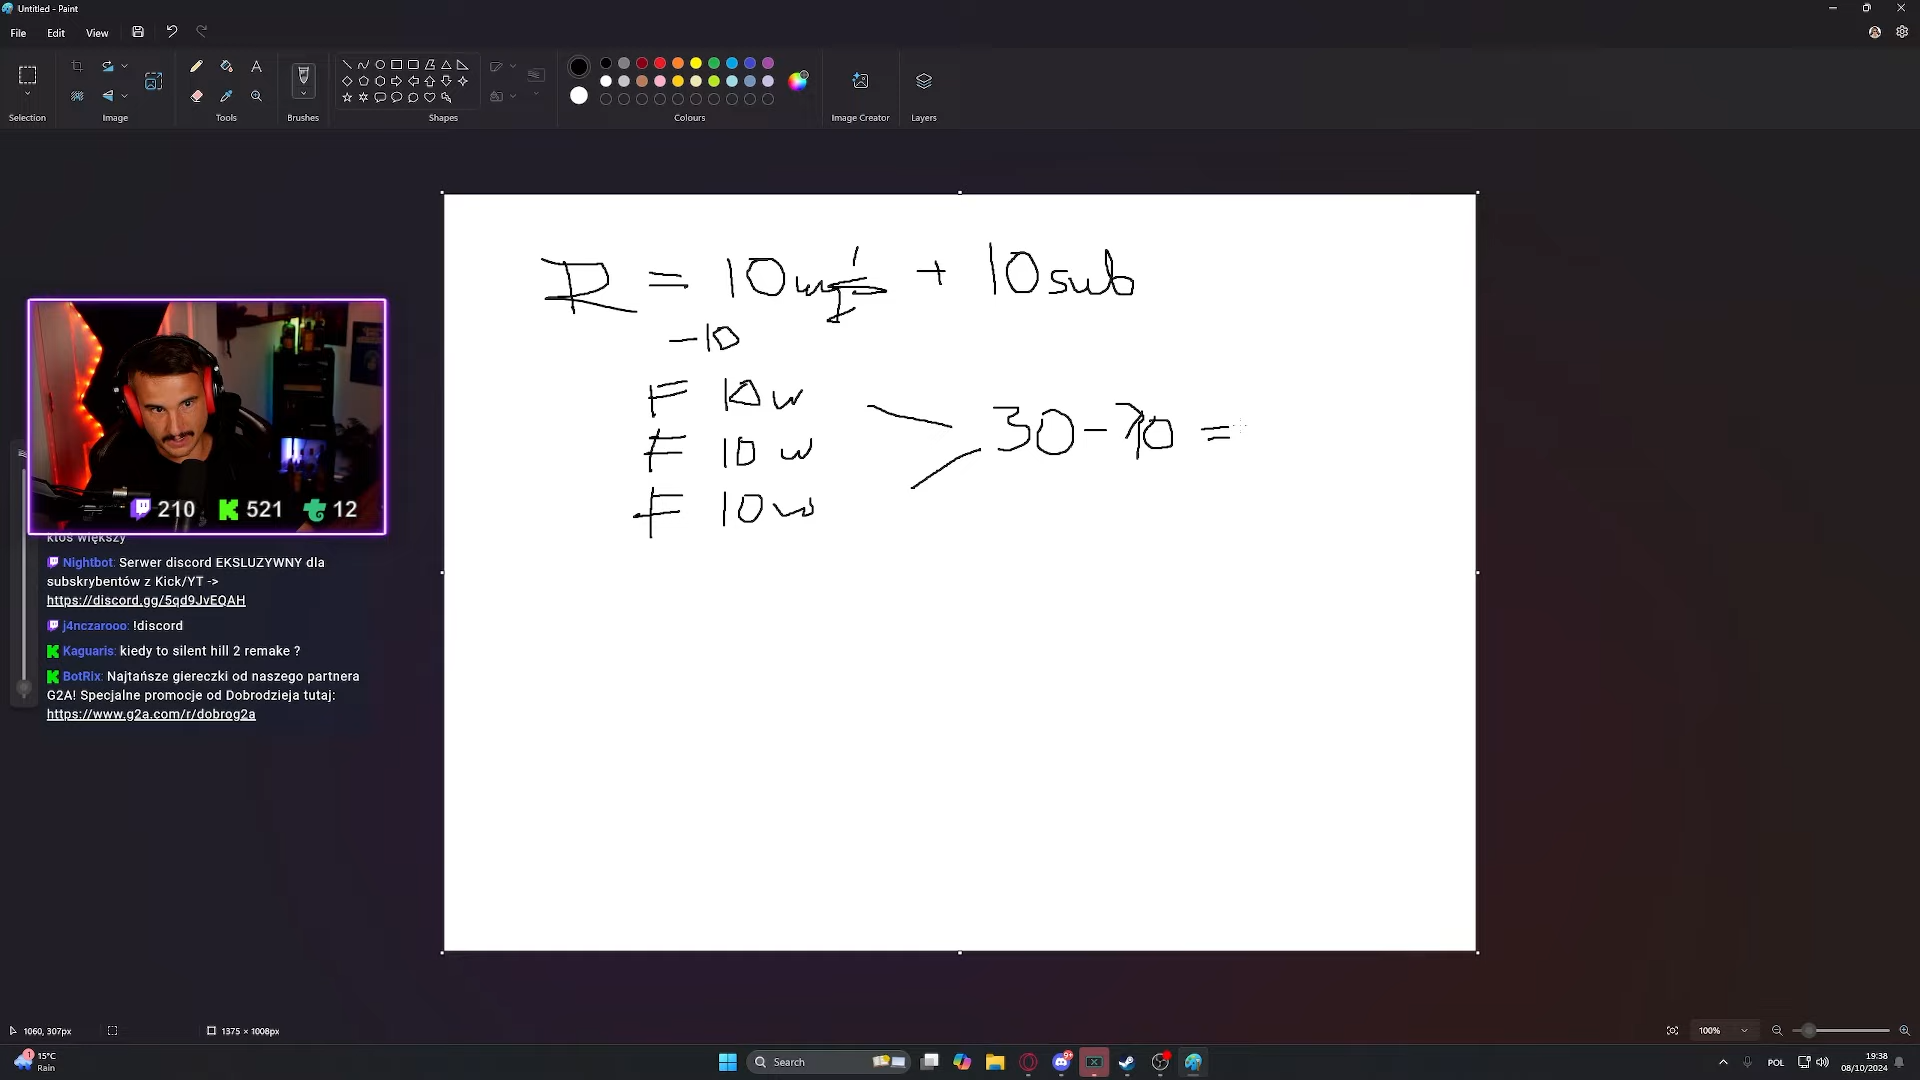 Untitled - Paint
File Edit View
Selection Image Tools Brushes Shapes Colours Image Creator Layers
R = 10 + 10sub
-10
F 10w
F 10w
F 10w
30-70 =
210 521 12
ktoś większy
Nightbot: Serwer discord EKSLUZYWNY dla
subskrybentów z Kick/YT ->
https://discord.gg/5qd9JvEQAH
j4nczarooo: !discord
Kaguaris: kiedy to silent hill 2 remake ?
BotRix: Najtańsze giereczki od naszego partnera
G2A! Specjalne promocje od Dobrodzieja tutaj:
https://www.g2a.com/r/dobrog2a
1060, 307px 1375 × 1008px 100%
15°C
Rain
Search
POL
19:38
08/10/2024